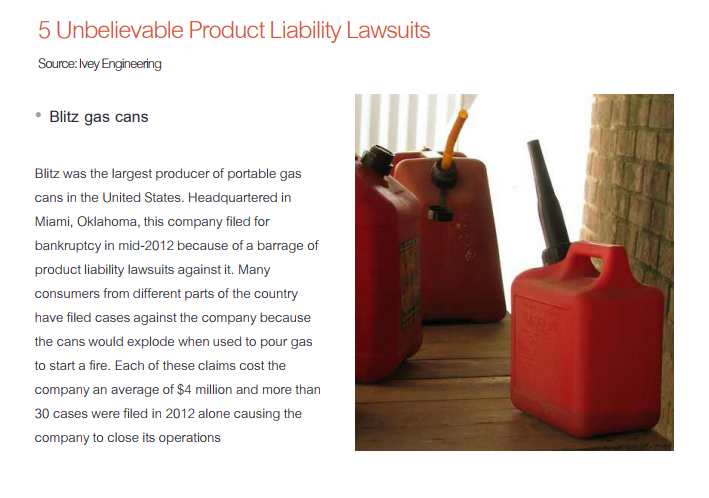 5 Unbelievable Product Liability Lawsuits
Source: Ivey Engineering
• Blitz gas cans
Blitz was the largest producer of portable gas
cans in the United States. Headquartered in
Miami, Oklahoma, this company filed for
bankruptcy in mid-2012 because of a barrage of
product liability lawsuits against it. Many
consumers from different parts of the country
have filed cases against the company because
the cans would explode when used to pour gas
to start a fire. Each of these claims cost the
company an average of $4 million and more than
30 cases were filed in 2012 alone causing the
company to close its operations